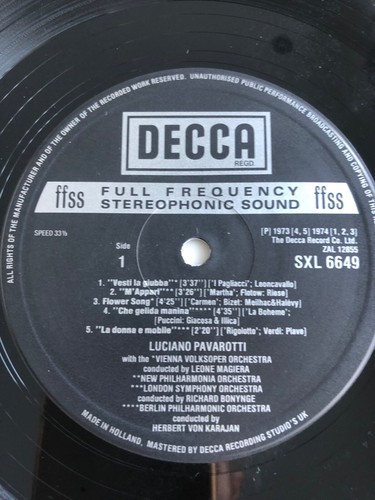 ALL RIGHTS OF THE MANUFACTURER AND OF THE OWNER OF THE RECORDED WORK RESERVED. UNAUTHORISED PUBLIC PERFORMANCE BROADCASTING AND COPYING OF THIS
DECCA
REGD.
ffss FULL FREQUENCY ffss
STEREOPHONIC SOUND
SPEED 33⅓
Side
1
[P] 1973 [4, 5] 1974 [1, 2, 3]
The Decca Record Co. Ltd.
ZAL 12855
SXL 6649
1. "Vesti la giubba"* [3'37"] ['I Pagliacci'; Leoncavallo]
2. "M'Appari"** [3'26"] ['Martha'; Flotow; Riese]
3. Flower Song* [4'25"] ['Carmen'; Bizet: Meilhac&Halévy]
4. "Che gelida manina"**** [4'35"] ['La Boheme';
[Puccini: Giacosa & Illica]
5. "La donna e mobile"*** [2'20"] ['Rigoletto'; Verdi: Piave]
LUCIANO PAVAROTTI
with the *VIENNA VOLKSOPER ORCHESTRA
conducted by LEONE MAGIERA
**NEW PHILHARMONIA ORCHESTRA
***LONDON SYMPHONY ORCHESTRA
conducted by RICHARD BONYNGE
****BERLIN PHILHARMONIC ORCHESTRA
conducted by
HERBERT VON KARAJAN
MADE IN HOLLAND, MASTERED BY DECCA RECORDING STUDIO'S UK